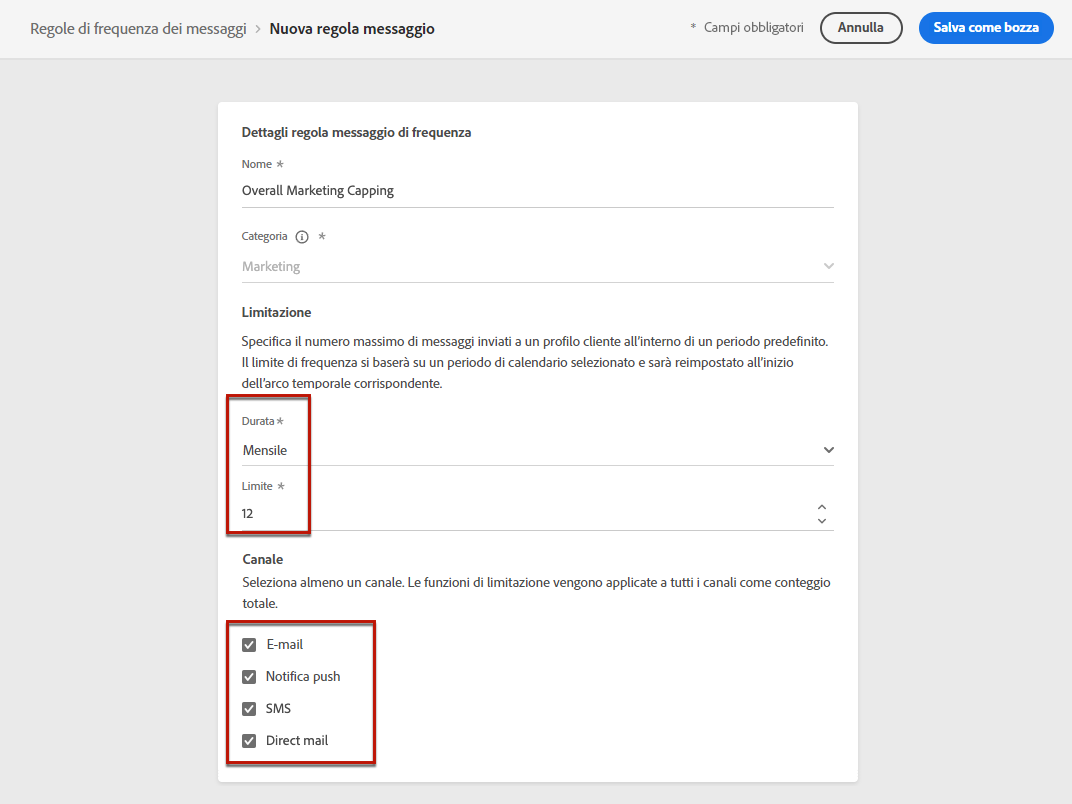 Regole di frequenza dei messaggi > Nuova regola messaggio
* Campi obbligatori
Annulla
Salva come bozza
Dettagli regola messaggio di frequenza
Nome *
Overall Marketing Capping
Categoria *
Marketing
Limitazione
Specifica il numero massimo di messaggi inviati a un profilo cliente all’interno di un periodo predefinito.
Il limite di frequenza si baserà su un periodo di calendario selezionato e sarà reimpostato all’inizio
dell’arco temporale corrispondente.
Durata*
Mensile
Limite *
12
Canale
Seleziona almeno un canale. Le funzioni di limitazione vengono applicate a tutti i canali come conteggio
totale.
E-mail
Notifica push
SMS
Direct mail